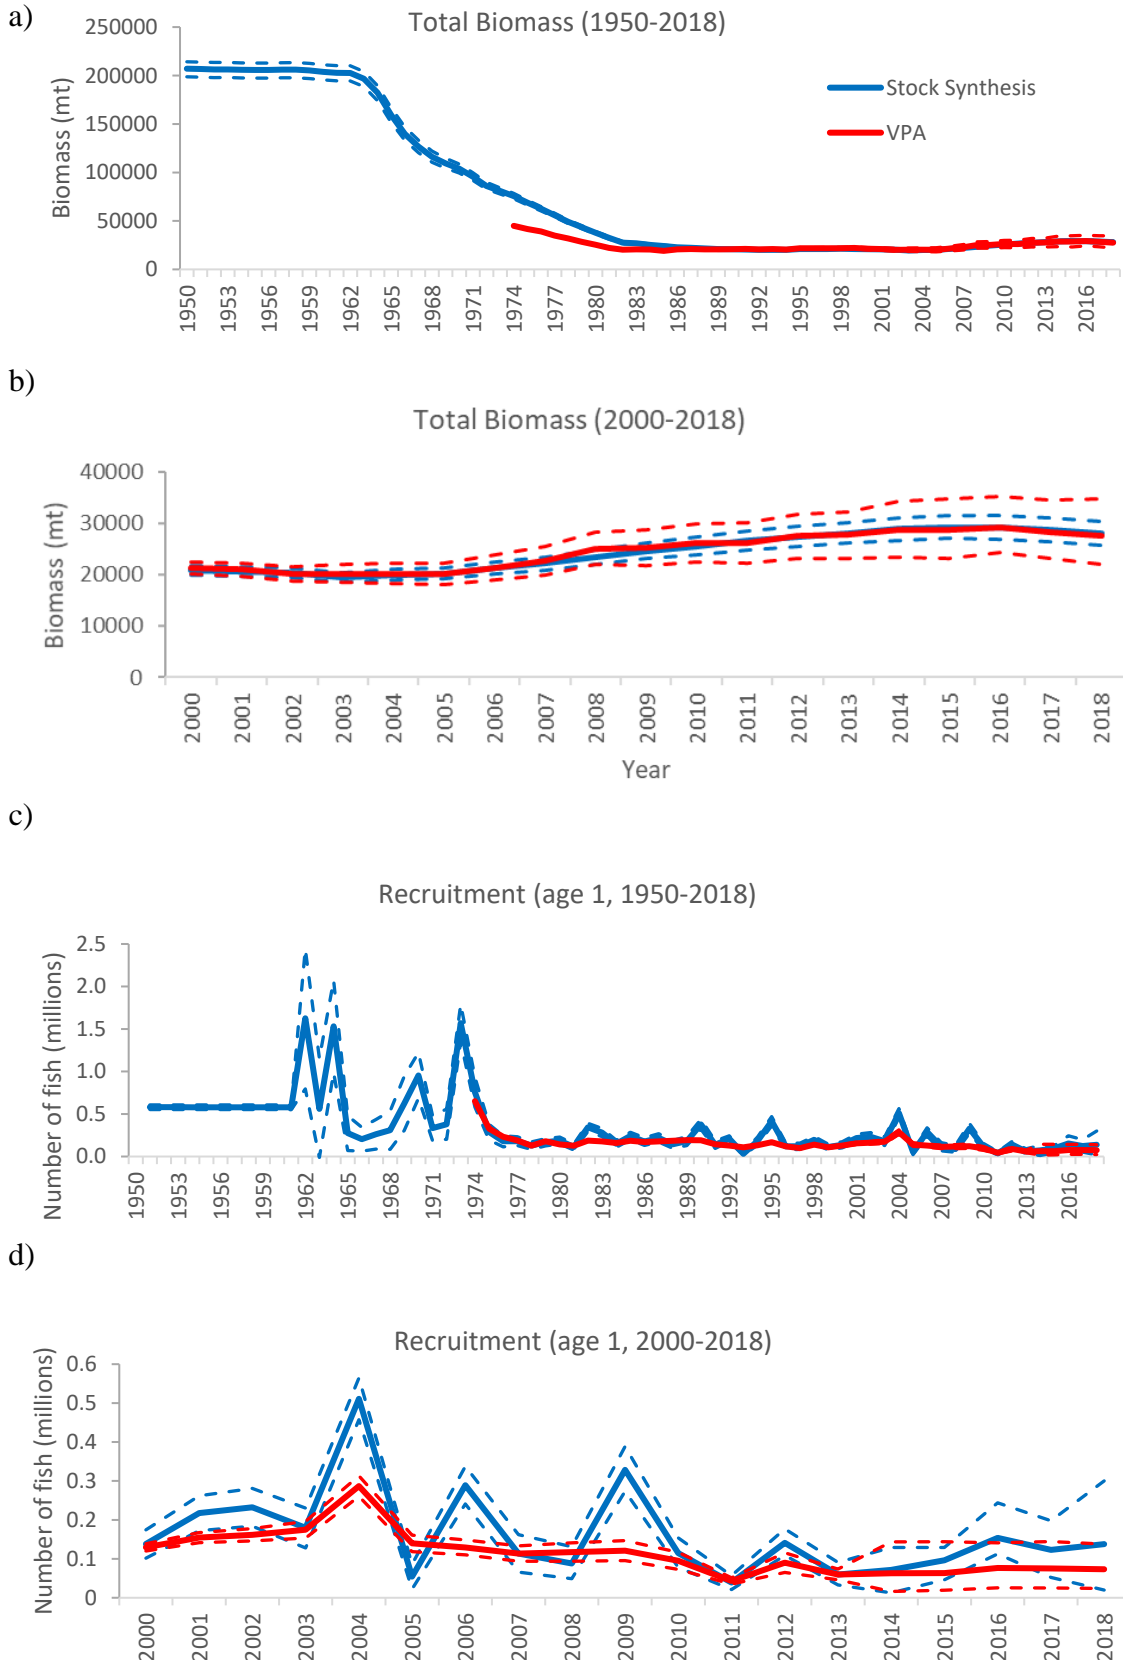 a)
Total Biomass (1950-2018)
Biomass (mt)
250000
200000
150000
100000
50000
0
Stock Synthesis
VPA
1950 1953 1956 1959 1962 1965 1968 1971 1974 1977 1980 1983 1986 1989 1992 1995 1998 2001 2004 2007 2010 2013 2016
b)
Total Biomass (2000-2018)
Biomass (mt)
40000
30000
20000
10000
0
2000 2001 2002 2003 2004 2005 2006 2007 2008 2009 2010 2011 2012 2013 2014 2015 2016 2017 2018
Year
c)
Recruitment (age 1, 1950-2018)
Number of fish (millions)
2.5
2.0
1.5
1.0
0.5
0.0
1950 1953 1956 1959 1962 1965 1968 1971 1974 1977 1980 1983 1986 1989 1992 1995 1998 2001 2004 2007 2010 2013 2016
d)
Recruitment (age 1, 2000-2018)
Number of fish (millions)
0.6
0.5
0.4
0.3
0.2
0.1
0
2000 2001 2002 2003 2004 2005 2006 2007 2008 2009 2010 2011 2012 2013 2014 2015 2016 2017 2018